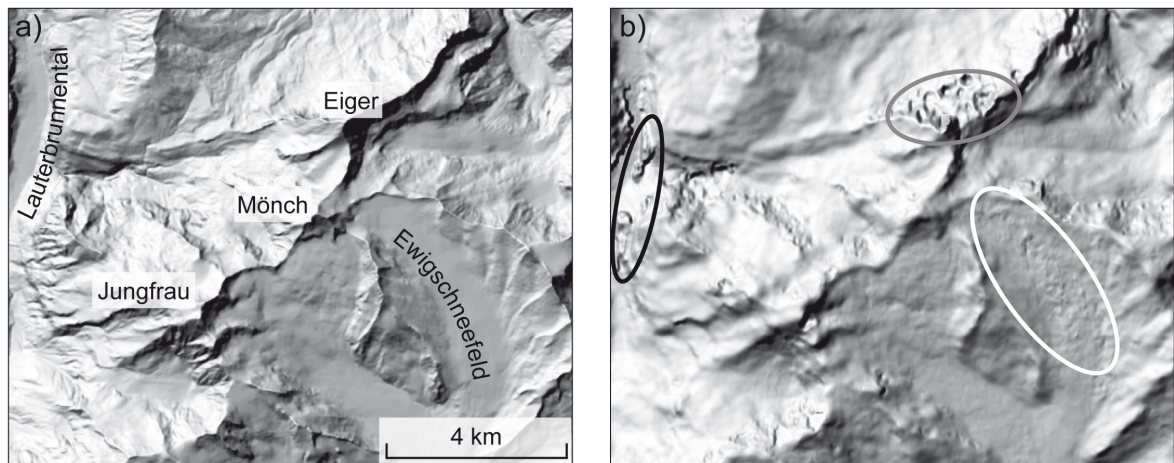 a)
Lauterbrunnental
Eiger
Mönch
Ewigschneefeld
Jungfrau
4 km
b)